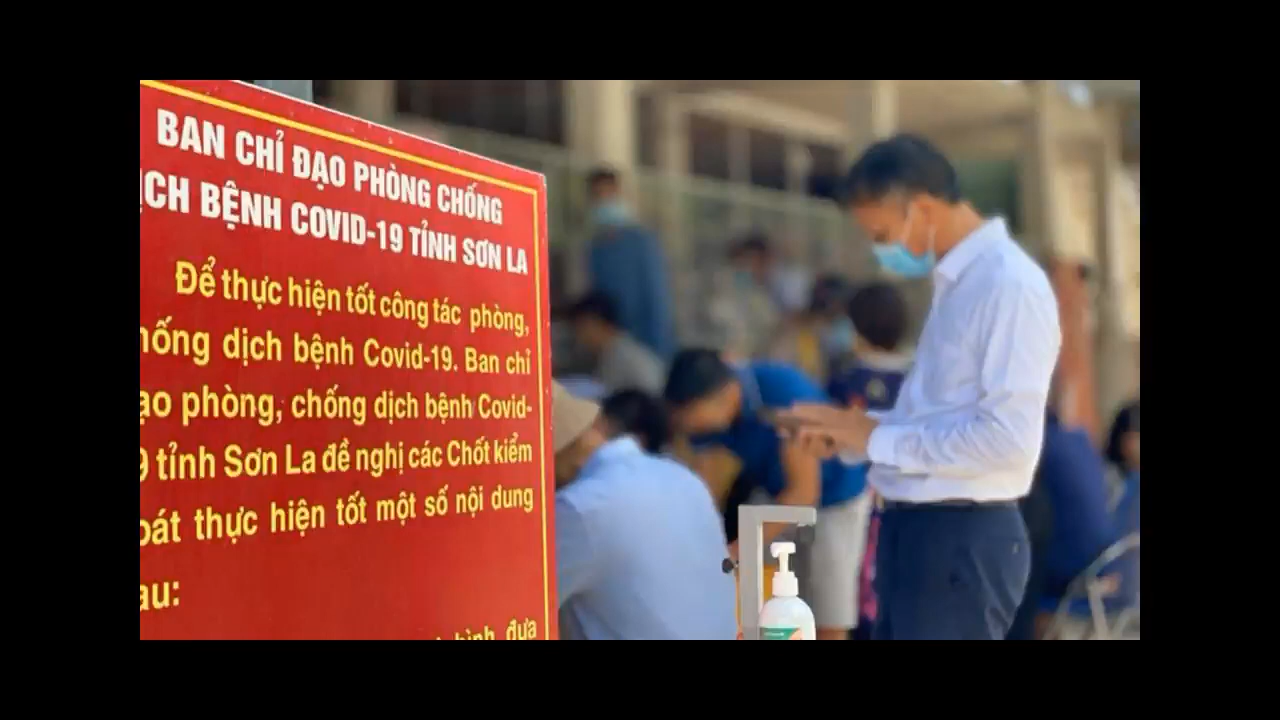 BAN CHỈ ĐẠO PHÒNG CHỐNG
ỊCH BỆNH COVID-19 TỈNH SƠN LA
Để thực hiện tốt công tác phòng,
hống dịch bệnh Covid-19. Ban chỉ
ạo phòng, chống dịch bệnh Covid-
9 tỉnh Sơn La đề nghị các Chốt kiểm
oát thực hiện tốt một số nội dung
au:
đưa